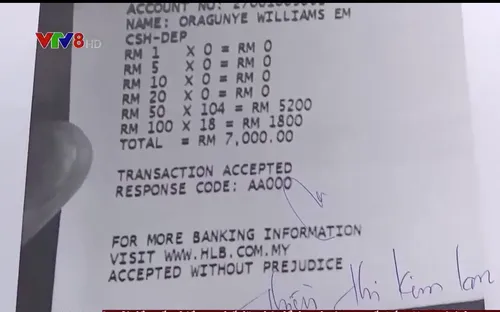 VTV8 HD
ACCOUNT NO:
NAME: ORAGUNYE WILLIAMS EM
CSH-DEP
RM 1 X 0 = RM 0
RM 5 X 0 = RM 0
RM 10 X 0 = RM 0
RM 20 X 0 = RM 0
RM 50 X 104 = RM 5200
RM 100 X 18 = RM 1800
TOTAL = RM 7,000.00
TRANSACTION ACCEPTED
RESPONSE CODE: AA000
FOR MORE BANKING INFORMATION
VISIT WWW.HLB.COM.MY
ACCEPTED WITHOUT PREJUDICE
Thị Kim Lan